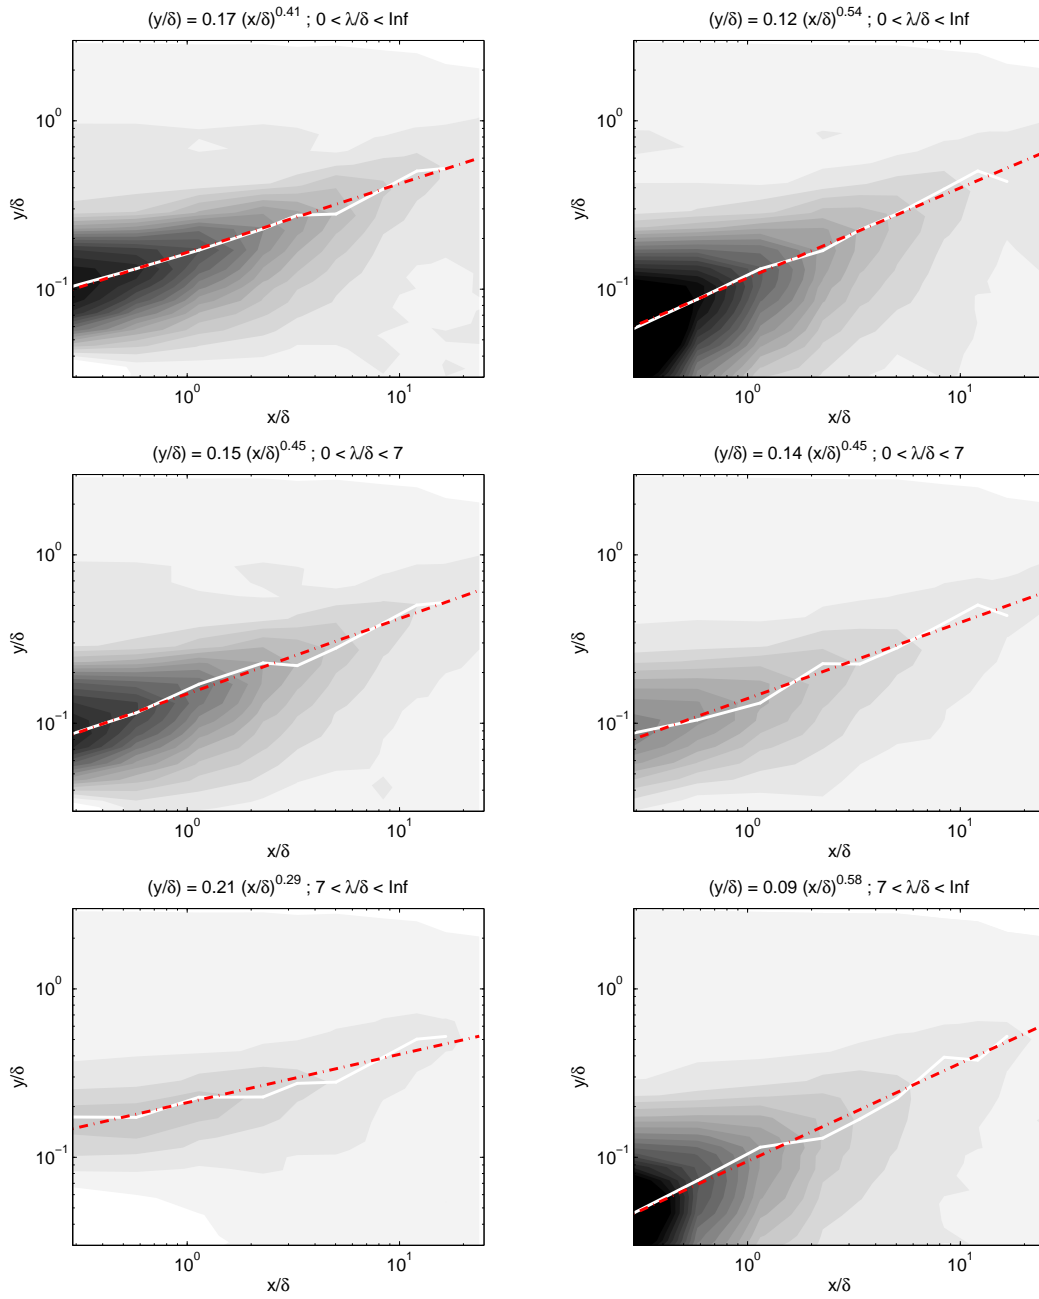 (y/δ) = 0.17 (x/δ)^0.41 ; 0 < λ/δ < Inf
(y/δ) = 0.12 (x/δ)^0.54 ; 0 < λ/δ < Inf
10^0
10^−1
y/δ
10^0
10^1
x/δ
10^0
10^−1
y/δ
10^0
10^1
x/δ
(y/δ) = 0.15 (x/δ)^0.45 ; 0 < λ/δ < 7
(y/δ) = 0.14 (x/δ)^0.45 ; 0 < λ/δ < 7
10^0
10^−1
y/δ
10^0
10^1
x/δ
10^0
10^−1
y/δ
10^0
10^1
x/δ
(y/δ) = 0.21 (x/δ)^0.29 ; 7 < λ/δ < Inf
(y/δ) = 0.09 (x/δ)^0.58 ; 7 < λ/δ < Inf
10^0
10^−1
y/δ
10^0
10^1
x/δ
10^0
10^−1
y/δ
10^0
10^1
x/δ